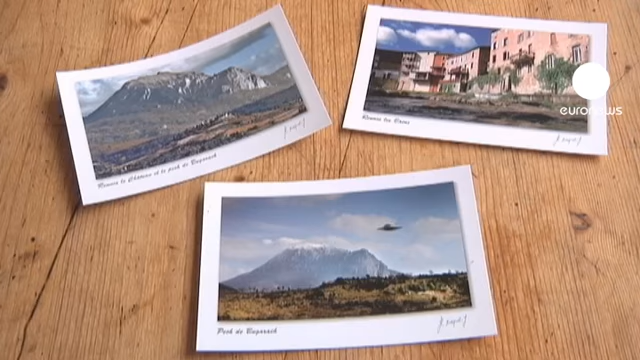 Rennes le Château et le pech de Bugarach
Rennes les Bains
euronews
Pech de Bugarach